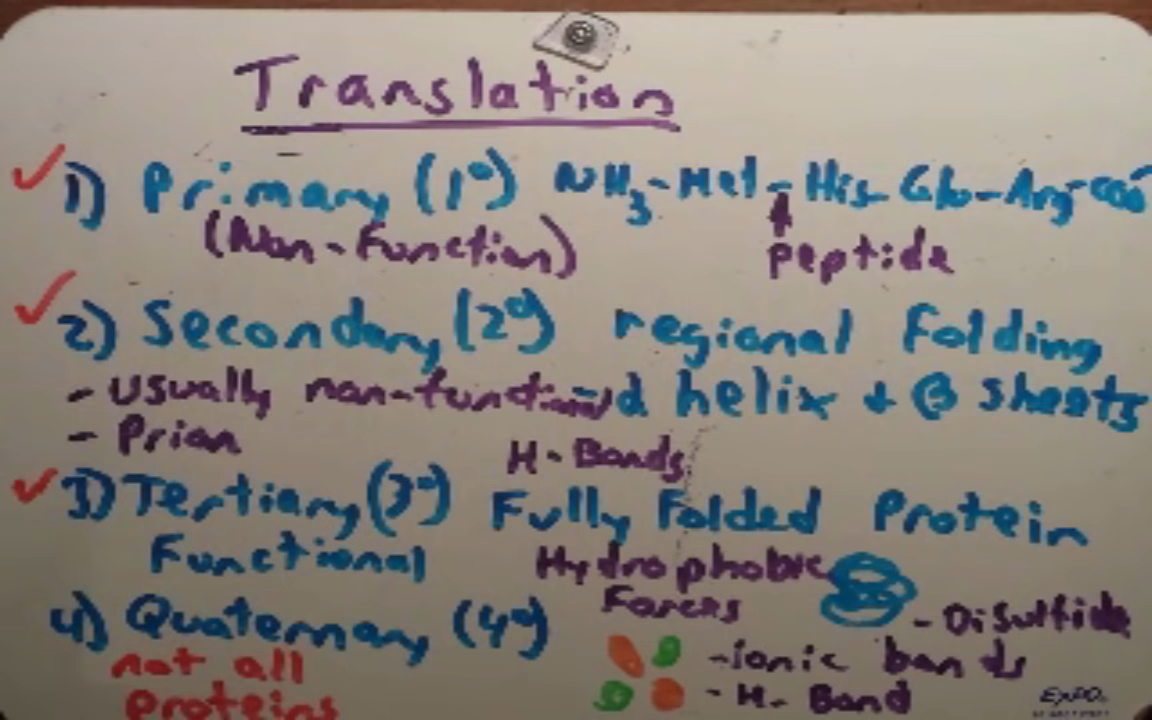 Translation
1) Primary (1°) NH3-Met-His-Glu-Arg-COO
(Non-Function) peptide
2) Secondary (2°) regional Folding
- Usually non-functional α helix + β sheets
- Prion H-Bonds
3) Tertiary (3°) Fully Folded Protein
Functional Hydrophobic
Forces - Disulfide
4) Quaternary (4°)
not all - ionic bonds
proteins - H-Bond
EXPO